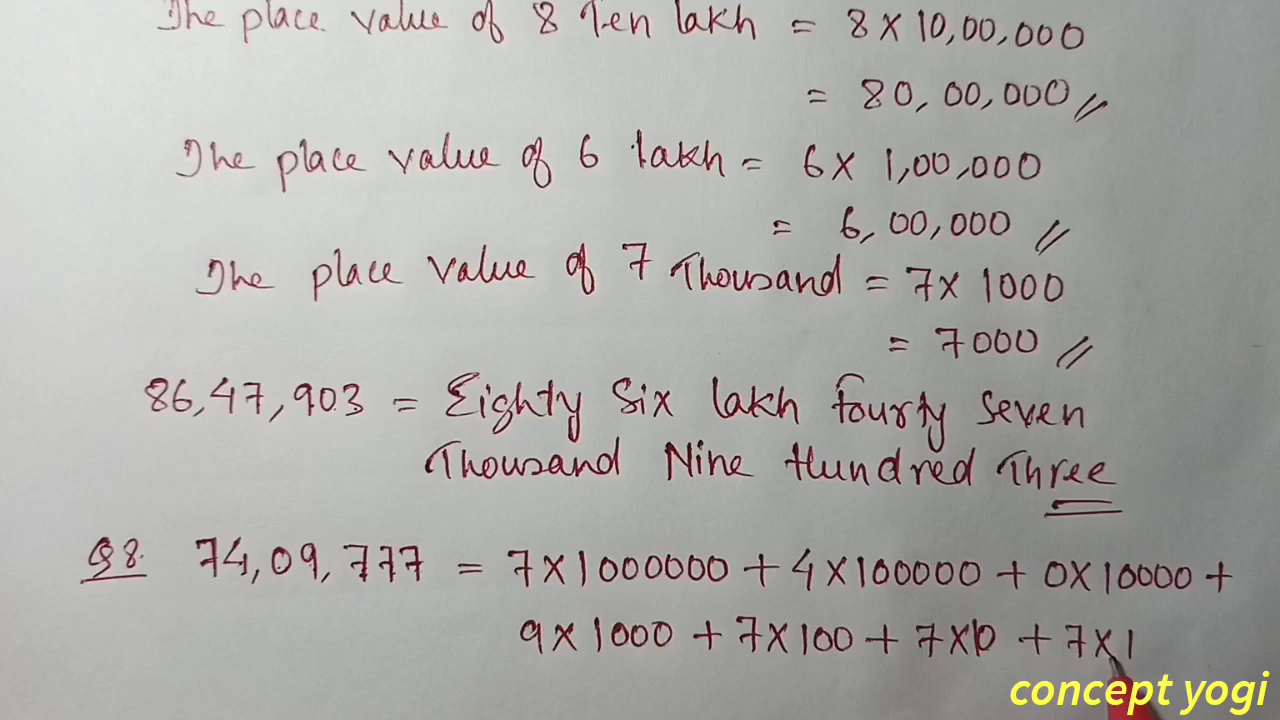 The place value of 8 Ten lakh = 8 × 10,00,000
= 80,00,000 //
The place value of 6 lakh = 6 × 1,00,000
= 6,00,000 //
The place value of 7 Thousand = 7 × 1000
= 7000 //
86,47,903 = Eighty Six lakh fourty Seven
Thousand Nine Hundred Three
Q8. 74,09,777 = 7×1000000 + 4×100000 + 0×10000 +
9×1000 + 7×100 + 7×10 + 7×1
concept yogi